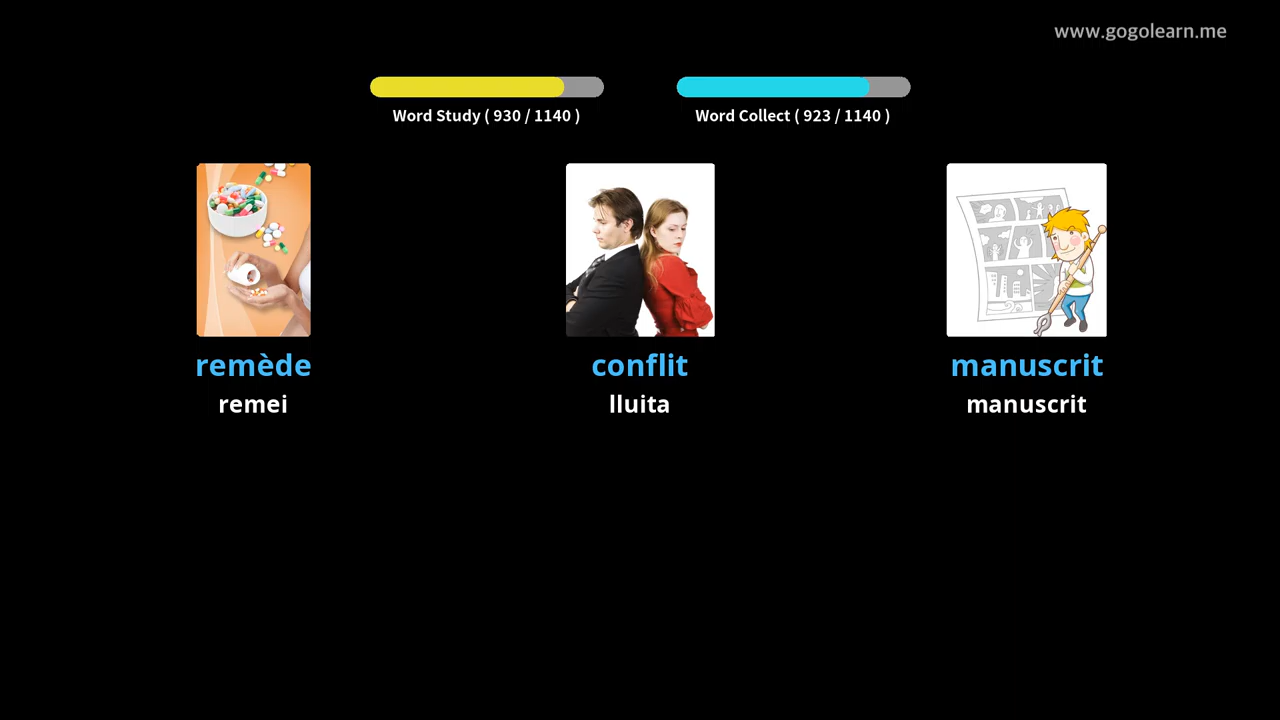 www.gogolearn.me
Word Study ( 930 / 1140 )
Word Collect ( 923 / 1140 )
remède
conflit
manuscrit
remei
lluita
manuscrit